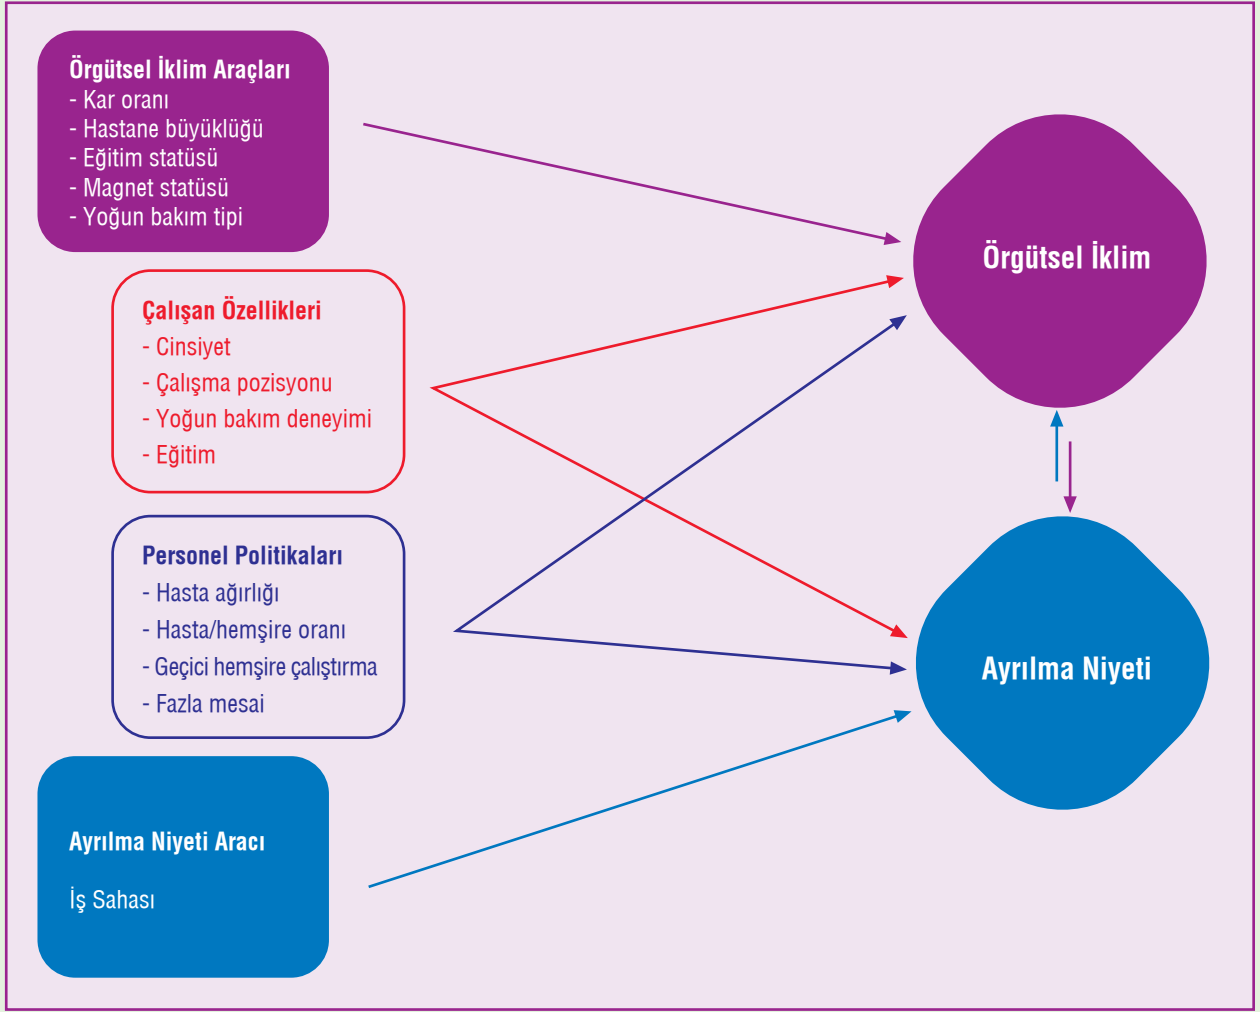 Örgütsel İklim Araçları
- Kar oranı
- Hastane büyüklüğü
- Eğitim statüsü
- Magnet statüsü
- Yoğun bakım tipi
Çalışan Özellikleri
- Cinsiyet
- Çalışma pozisyonu
- Yoğun bakım deneyimi
- Eğitim
Personel Politikaları
- Hasta ağırlığı
- Hasta/hemşire oranı
- Geçici hemşire çalıştırma
- Fazla mesai
Ayrılma Niyeti Aracı
İş Sahası
Örgütsel İklim
Ayrılma Niyeti